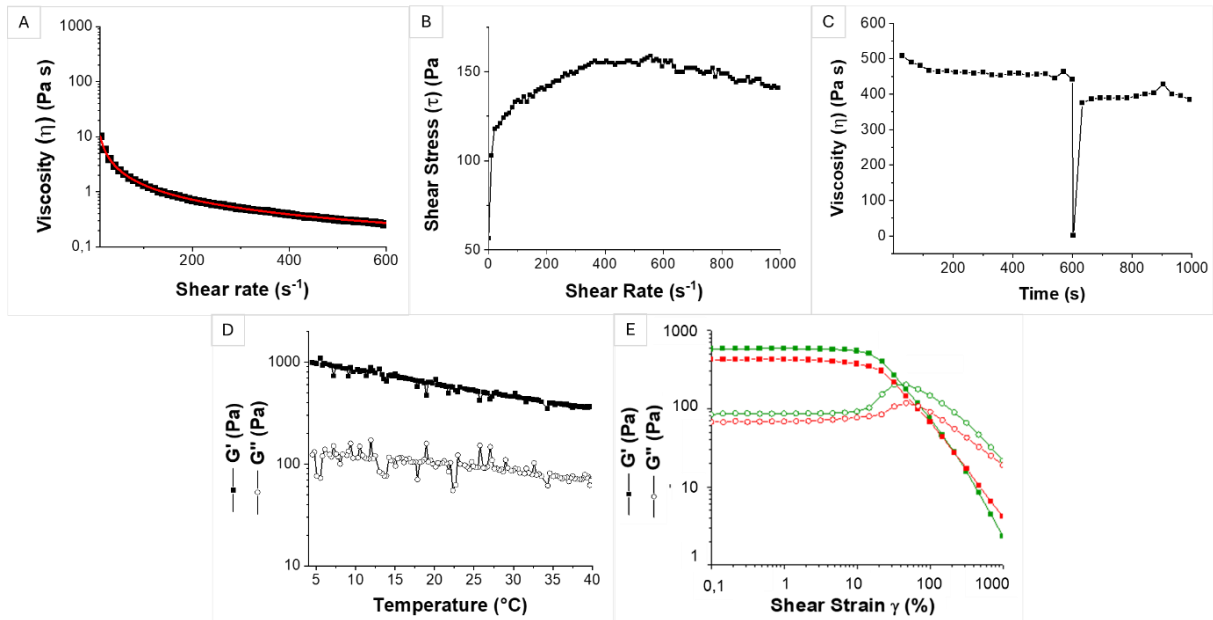 A
1000
100
10
1
0,1
0
200
400
600
Viscosity (η) (Pa s)
Shear rate (s-1)
B
150
100
50
0
200
400
600
800
1000
Shear Stress (τ) (Pa
Shear Rate (s-1)
C
600
500
400
300
200
100
0
200
400
600
800
1000
Viscosity (η) (Pa s)
Time (s)
D
1000
100
10
5
10
15
20
25
30
35
40
G' (Pa)
G'' (Pa)
Temperature (°C)
E
1000
100
10
1
0,1
1
10
100
1000
G' (Pa)
G'' (Pa)
Shear Strain γ (%)